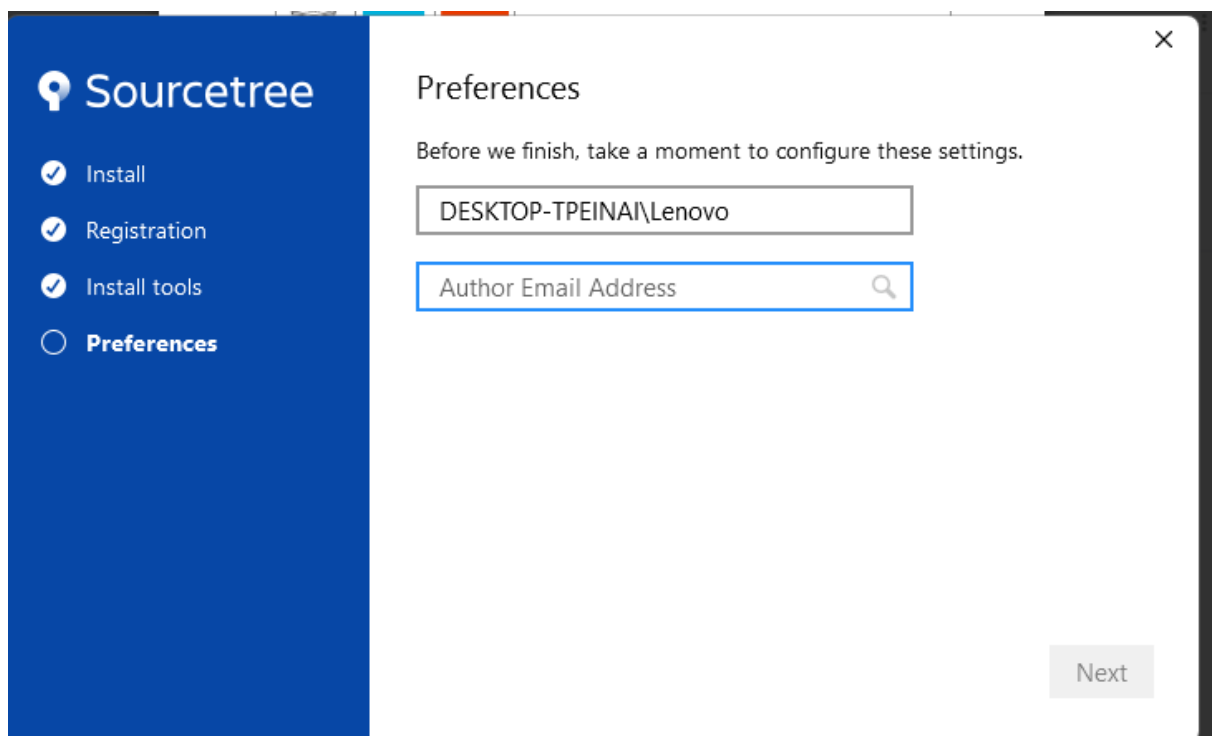 Sourcetree
Install
Registration
Install tools
Preferences
Preferences
Before we finish, take a moment to configure these settings.
DESKTOP-TPEINAI\Lenovo
Author Email Address
Next